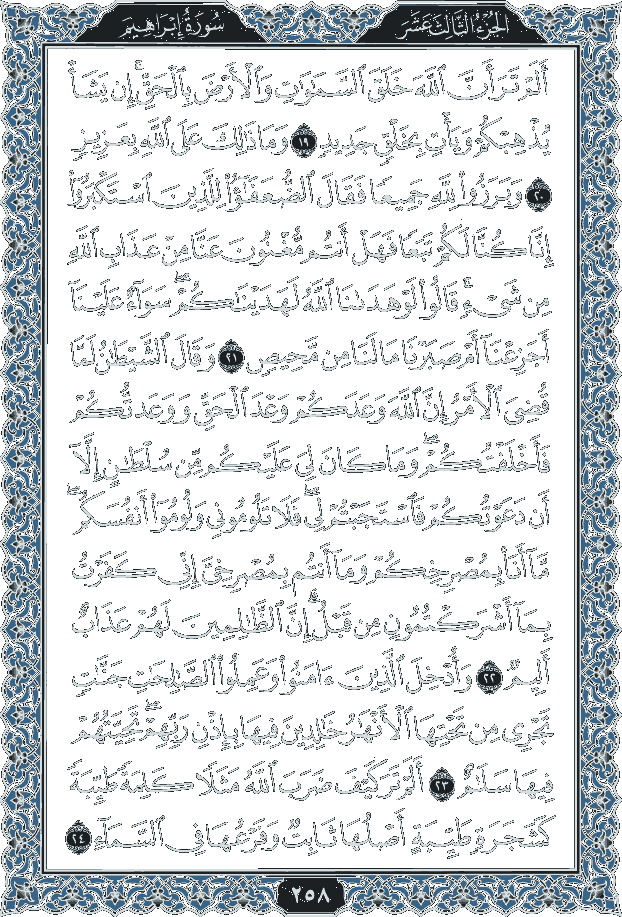 الجزء الثالث عشر
سورة إبراهيم
أَلَمْ تَرَ أَنَّ ٱللَّهَ خَلَقَ ٱلسَّمَٰوَٰتِ وَٱلْأَرْضَ بِٱلْحَقِّ ۚ إِن يَشَأْ
يُذْهِبْكُمْ وَيَأْتِ بِخَلْقٍ جَدِيدٍ ١٩ وَمَا ذَٰلِكَ عَلَى ٱللَّهِ بِعَزِيزٍ
٢٠ وَبَرَزُوا۟ لِلَّهِ جَمِيعًا فَقَالَ ٱلضُّعَفَٰٓؤُا۟ لِلَّذِينَ ٱسْتَكْبَرُوٓا۟
إِنَّا كُنَّا لَكُمْ تَبَعًا فَهَلْ أَنتُم مُّغْنُونَ عَنَّا مِنْ عَذَابِ ٱللَّهِ
مِن شَىْءٍ ۚ قَالُوا۟ لَوْ هَدَىٰنَا ٱللَّهُ لَهَدَيْنَٰكُمْ ۖ سَوَآءٌ عَلَيْنَآ
أَجَزِعْنَآ أَمْ صَبَرْنَا مَا لَنَا مِن مَّحِيصٍ ٢١ وَقَالَ ٱلشَّيْطَٰنُ لَمَّا
قُضِىَ ٱلْأَمْرُ إِنَّ ٱللَّهَ وَعَدَكُمْ وَعْدَ ٱلْحَقِّ وَوَعَدتُّكُمْ
فَأَخْلَفْتُكُمْ ۖ وَمَا كَانَ لِىَ عَلَيْكُم مِّن سُلْطَٰنٍ إِلَّآ
أَن دَعَوْتُكُمْ فَٱسْتَجَبْتُمْ لِى ۖ فَلَا تَلُومُونِى وَلُومُوٓا۟ أَنفُسَكُم ۖ
مَّآ أَنَا۠ بِمُصْرِخِكُمْ وَمَآ أَنتُم بِمُصْرِخِىَّ ۖ إِنِّى كَفَرْتُ
بِمَآ أَشْرَكْتُمُونِ مِن قَبْلُ ۗ إِنَّ ٱلظَّٰلِمِينَ لَهُمْ عَذَابٌ
أَلِيمٌ ٢٢ وَأُدْخِلَ ٱلَّذِينَ ءَامَنُوا۟ وَعَمِلُوا۟ ٱلصَّٰلِحَٰتِ جَنَّٰتٍ
تَجْرِى مِن تَحْتِهَا ٱلْأَنْهَٰرُ خَٰلِدِينَ فِيهَا بِإِذْنِ رَبِّهِمْ ۖ تَحِيَّتُهُمْ
فِيهَا سَلَٰمٌ ٢٣ أَلَمْ تَرَ كَيْفَ ضَرَبَ ٱللَّهُ مَثَلًا كَلِمَةً طَيِّبَةً
كَشَجَرَةٍ طَيِّبَةٍ أَصْلُهَا ثَابِتٌ وَفَرْعُهَا فِى ٱلسَّمَآءِ ٢٤
٢٥٨